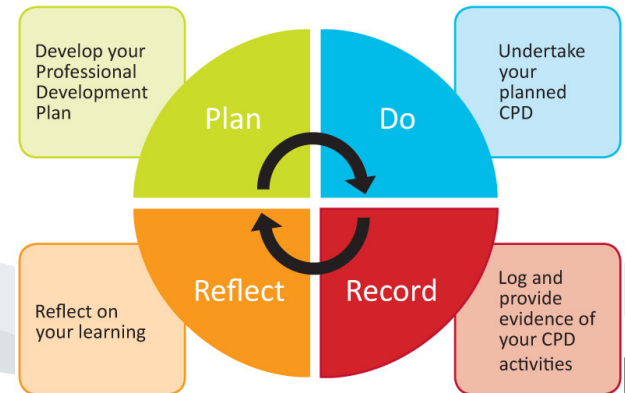 Develop your
Professional
Development
Plan
Plan
Do
Undertake
your
planned
CPD
Reflect on
your learning
Reflect
Record
Log and
provide
evidence of
your CPD
activities